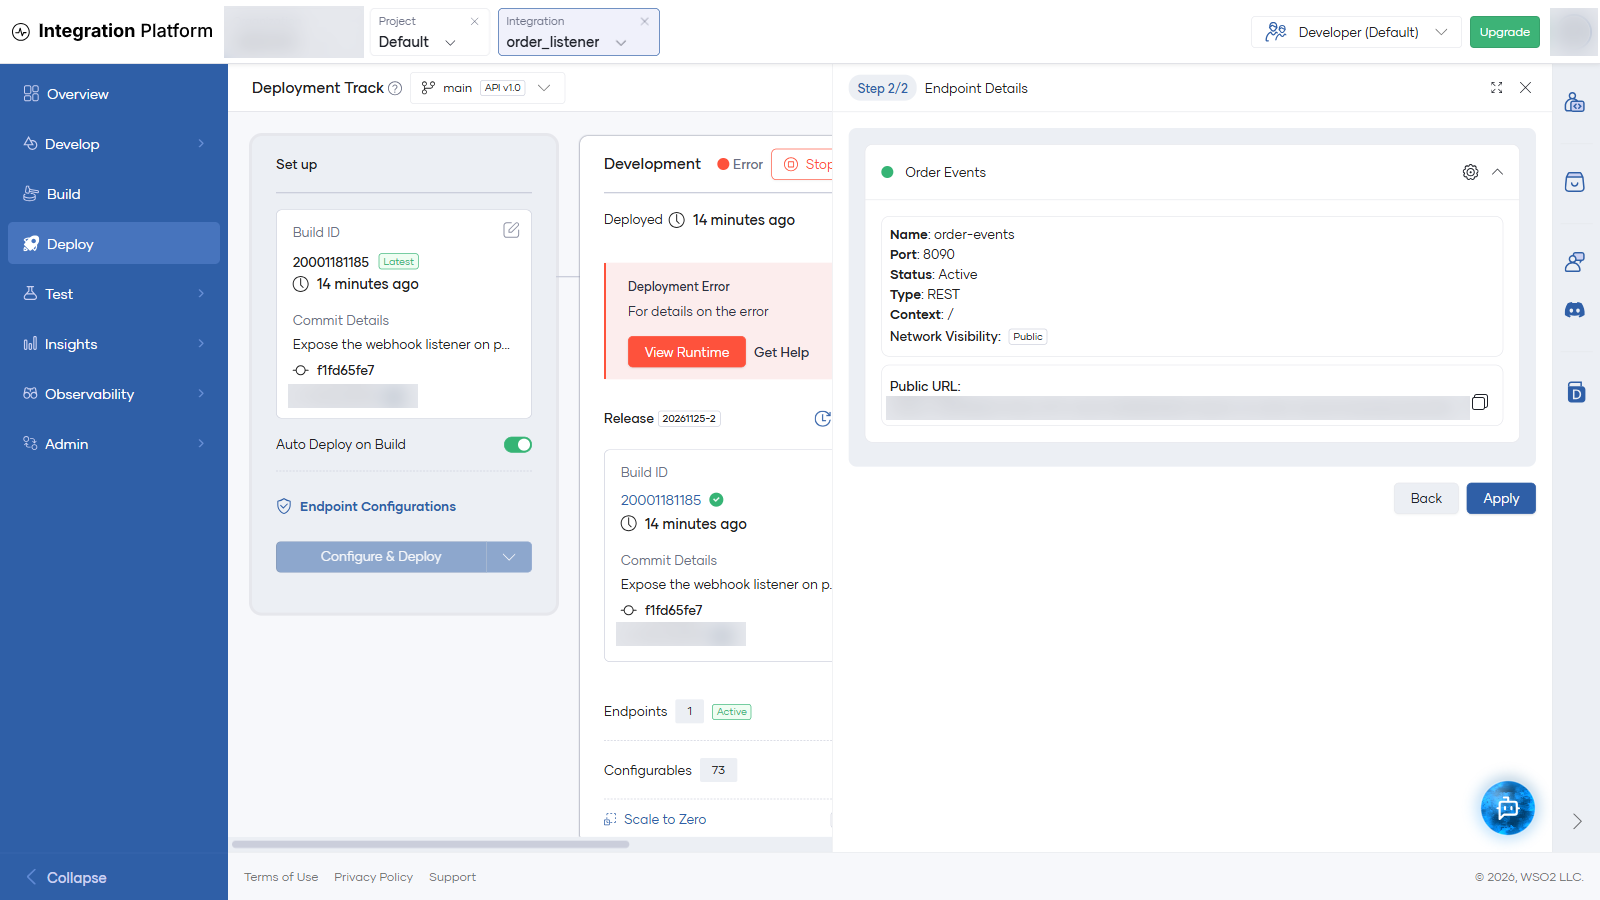 Integration Platform
Project
Default
Integration
order_listener
Developer (Default)
Upgrade
Overview
Develop
Build
Deploy
Test
Insights
Observability
Admin
Collapse
Deployment Track
main API v1.0
Set up
Build ID
20001181185 Latest
14 minutes ago
Commit Details
Expose the webhook listener on p...
f1fd65fe7
Auto Deploy on Build
Endpoint Configurations
Configure & Deploy
Development Error Stop
Deployed 14 minutes ago
Deployment Error
For details on the error
View Runtime Get Help
Release 20261125-2
Build ID
20001181185
14 minutes ago
Commit Details
Expose the webhook listener on p.
f1fd65fe7
Endpoints 1 Active
Configurables 73
Scale to Zero
Step 2/2 Endpoint Details
Order Events
Name: order-events
Port: 8090
Status: Active
Type: REST
Context: /
Network Visibility: Public
Public URL:
Back Apply
D
Terms of Use Privacy Policy Support
© 2026, WSO2 LLC.